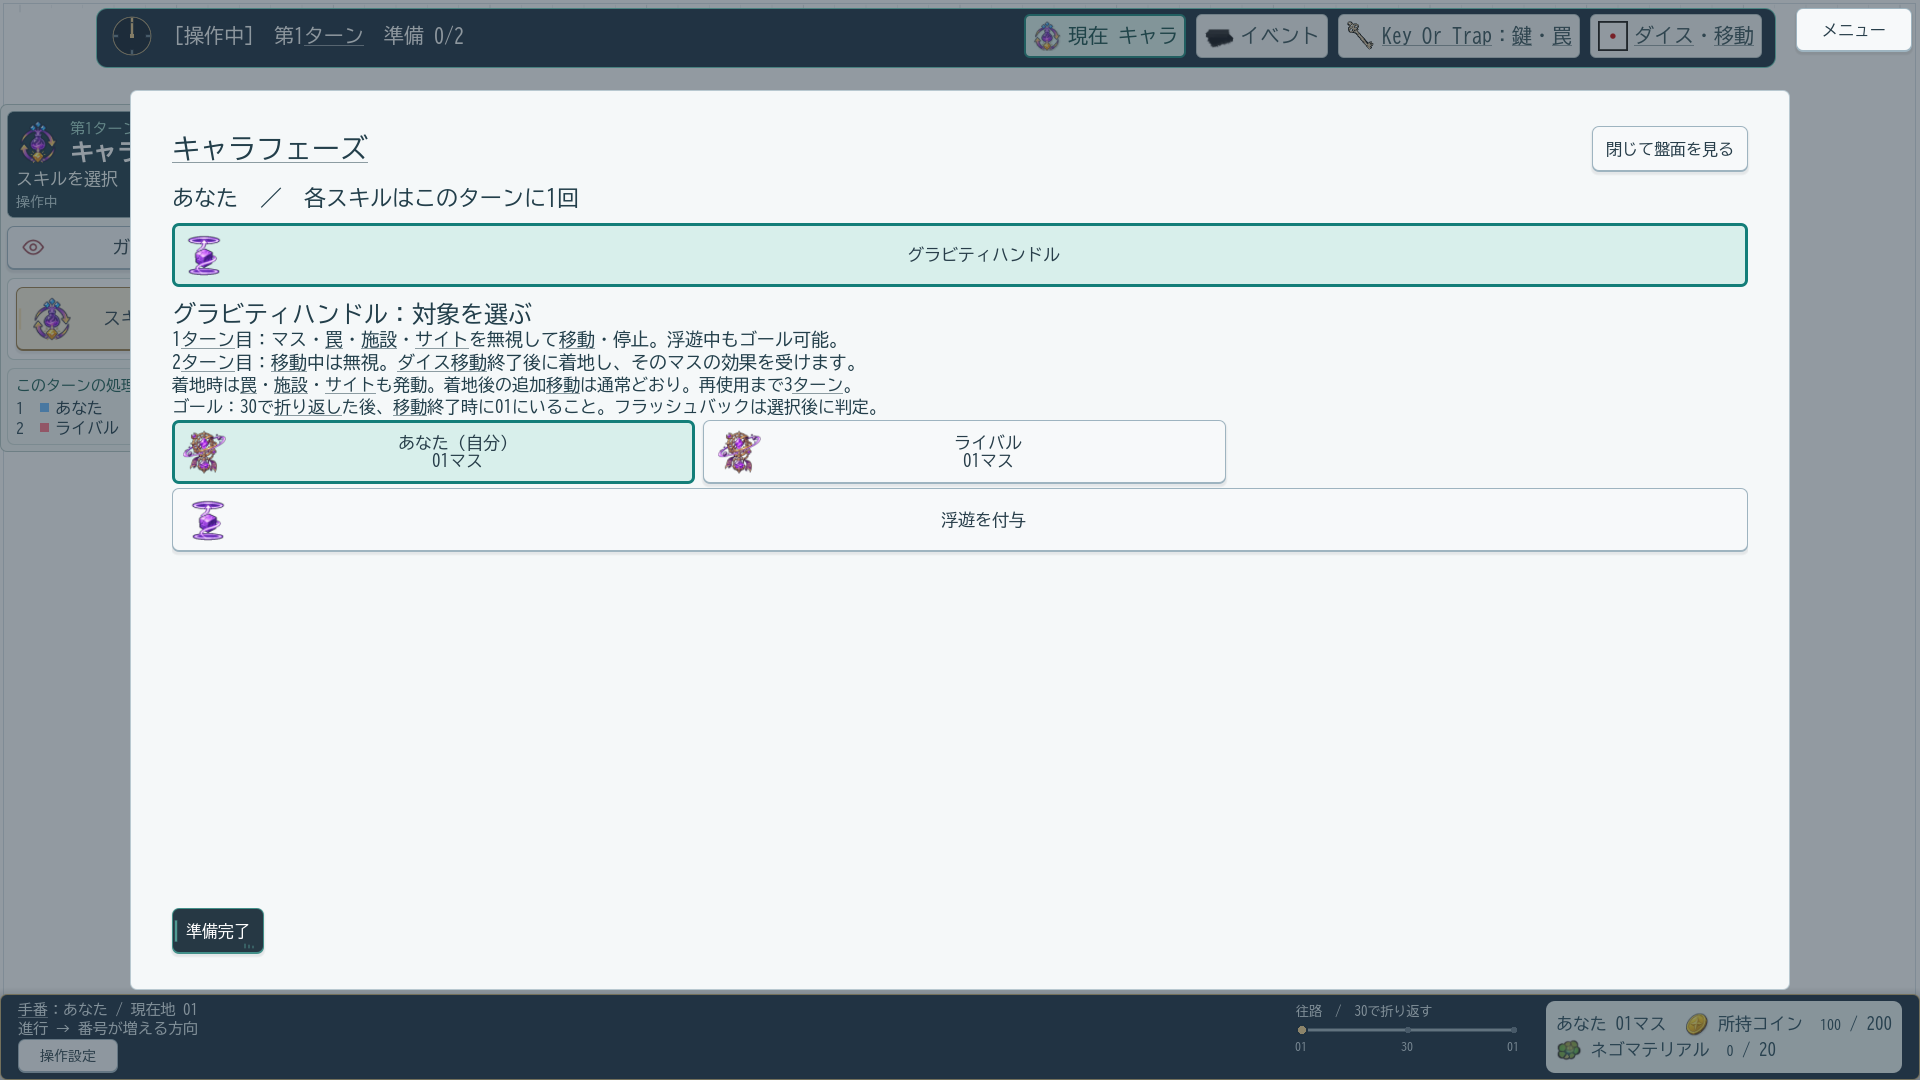 [操作中]　第1ターン　準備 0/2
現在 キャラ
イベント
Key Or Trap：鍵・罠
ダイス・移動
メニュー
第1ターン
キャラ
スキルを選択
操作中
ガ
スキ
このターンの処理
1 あなた
2 ライバル
キャラフェーズ
閉じて盤面を見る
あなた　／　各スキルはこのターンに1回
グラビティハンドル
グラビティハンドル：対象を選ぶ
1ターン目：マス・罠・施設・サイトを無視して移動・停止。浮遊中もゴール可能。
2ターン目：移動中は無視。ダイス移動終了後に着地し、そのマスの効果を受けます。
着地時は罠・施設・サイトも発動。着地後の追加移動は通常どおり。再使用まで3ターン。
ゴール：30で折り返した後、移動終了時に01にいること。フラッシュバックは選択後に判定。
あなた（自分）
01マス
ライバル
01マス
浮遊を付与
準備完了
手番：あなた / 現在地 01
進行 → 番号が増える方向
操作設定
往路　/　30で折り返す
01
30
01
あなた 01マス
所持コイン 100 / 200
ネゴマテリアル 0 / 20